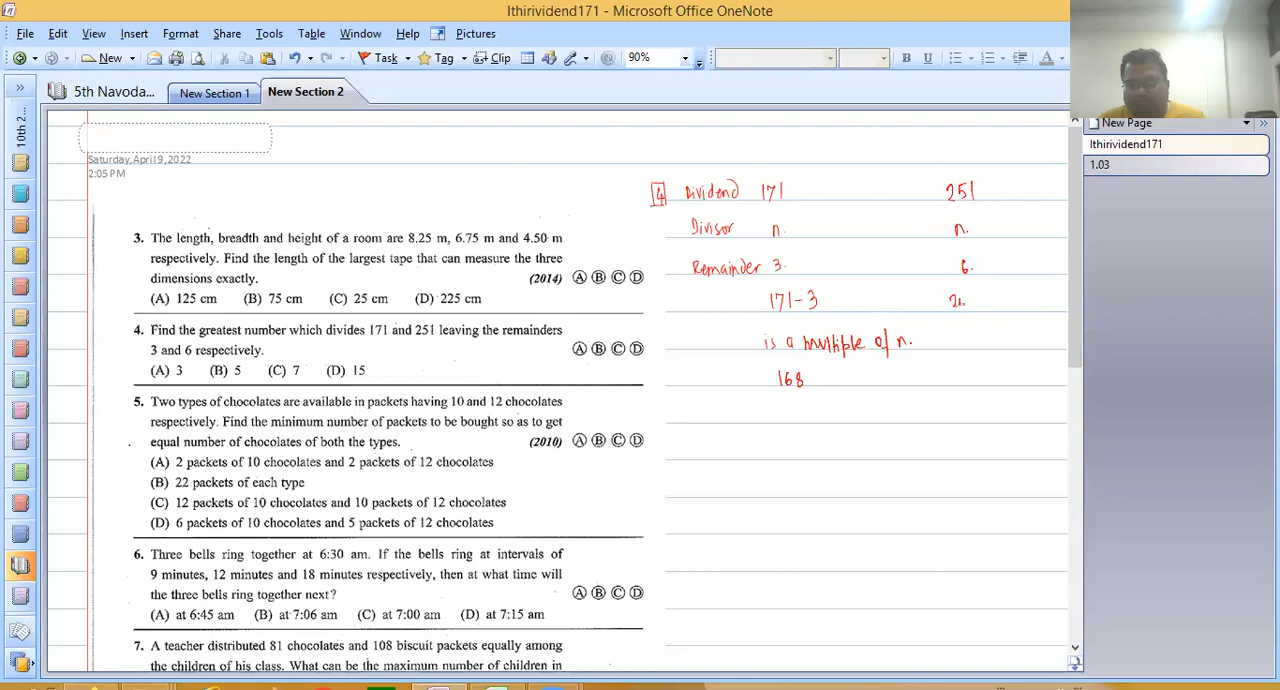 Ithirividend171 - Microsoft Office OneNote
File Edit View Insert Format Share Tools Table Window Help Pictures
Back New Task Tag Clip 90% B U A
5th Navoda... New Section 1 New Section 2
10th 2...
New Page
Ithirividend171
1.03
Saturday, April 9, 2022
2:05 PM
3. The length, breadth and height of a room are 8.25 m, 6.75 m and 4.50 m
respectively. Find the length of the largest tape that can measure the three
dimensions exactly. (2014) A B C D
(A) 125 cm (B) 75 cm (C) 25 cm (D) 225 cm
4. Find the greatest number which divides 171 and 251 leaving the remainders
3 and 6 respectively. A B C D
(A) 3 (B) 5 (C) 7 (D) 15
5. Two types of chocolates are available in packets having 10 and 12 chocolates
respectively. Find the minimum number of packets to be bought so as to get
equal number of chocolates of both the types. (2010) A B C D
(A) 2 packets of 10 chocolates and 2 packets of 12 chocolates
(B) 22 packets of each type
(C) 12 packets of 10 chocolates and 10 packets of 12 chocolates
(D) 6 packets of 10 chocolates and 5 packets of 12 chocolates
6. Three bells ring together at 6:30 am. If the bells ring at intervals of
9 minutes, 12 minutes and 18 minutes respectively, then at what time will
the three bells ring together next? A B C D
(A) at 6:45 am (B) at 7:06 am (C) at 7:00 am (D) at 7:15 am
7. A teacher distributed 81 chocolates and 108 biscuit packets equally among
the children of his class. What can be the maximum number of children in
4 Dividend 171 251
Divisor n. n.
Remainder 3. 6.
171-3
is a multiple of n.
168